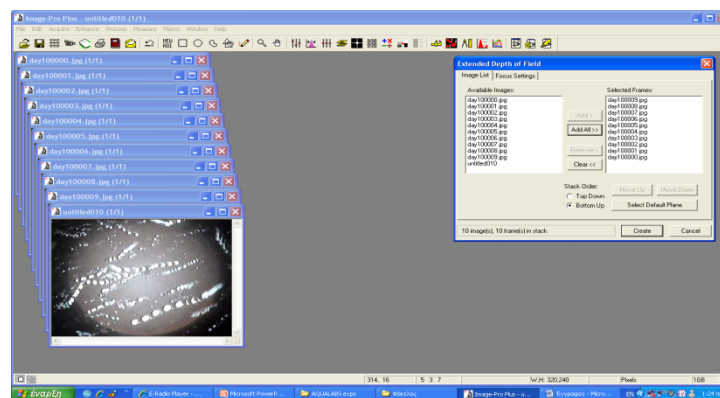 Image-Pro Plus - untitled010 (1/1)
File Edit Acquire Enhance Process Measure Macro Window Help
day100000.jpg (1/1)
day100001.jpg (1/1)
day100002.jpg (1/1)
day100003.jpg (1/1)
day100004.jpg (1/1)
day100005.jpg (1/1)
day100006.jpg (1/1)
day100007.jpg (1/1)
day100008.jpg (1/1)
day100009.jpg (1/1)
untitled010 (1/1)
Extended Depth of Field
Image List Focus Settings
Available Images:
day100000.jpg
day100001.jpg
day100002.jpg
day100003.jpg
day100004.jpg
day100005.jpg
day100006.jpg
day100007.jpg
day100008.jpg
day100009.jpg
untitled010
Add >
Add All >>
Remove <
Clear <<
Selected Frames:
day100009.jpg
day100008.jpg
day100007.jpg
day100006.jpg
day100005.jpg
day100004.jpg
day100003.jpg
day100002.jpg
day100001.jpg
day100000.jpg
Stack Order:
Top Down
Bottom Up
Move Up Move Down
Select Default Plane
10 image(s), 10 frame(s) in stack
Create Cancel
314, 16 5 3 7 W,H: 320,240 Pixels 1GB
έναρξη E-Radio Player - ... Microsoft PowerP... AQUALABS exps Image-Pro Plus - u... Έγγραφο1 - Micro... EN